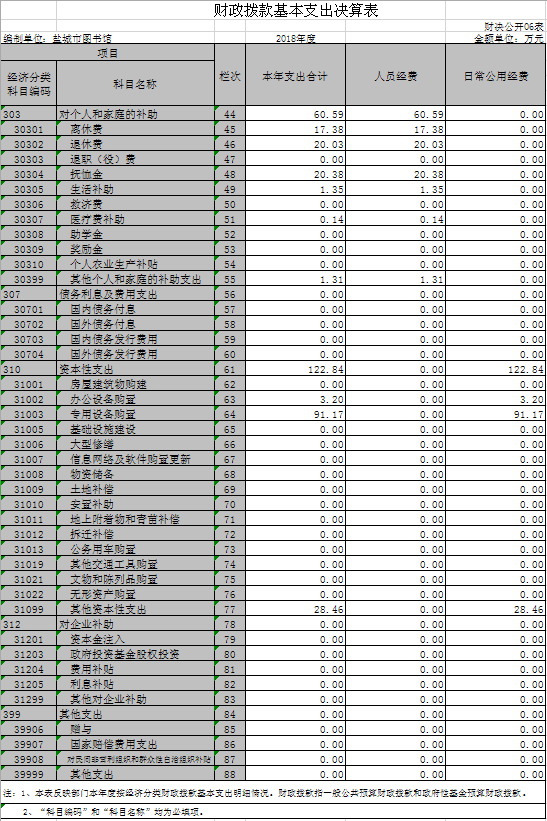 财政拨款基本支出决算表
财决公开06表
编制单位：盐城市图书馆 2018年度 金额单位：万元
项目 栏次 本年支出合计 人员经费 日常公用经费
经济分类科目编码 科目名称
303 对个人和家庭的补助 44 60.59 60.59 0.00
30301 离休费 45 17.38 17.38 0.00
30302 退休费 46 20.03 20.03 0.00
30303 退职（役）费 47 0.00 0.00 0.00
30304 抚恤金 48 20.38 20.38 0.00
30305 生活补助 49 1.35 1.35 0.00
30306 救济费 50 0.00 0.00 0.00
30307 医疗费补助 51 0.14 0.14 0.00
30308 助学金 52 0.00 0.00 0.00
30309 奖励金 53 0.00 0.00 0.00
30310 个人农业生产补贴 54 0.00 0.00 0.00
30399 其他个人和家庭的补助支出 55 1.31 1.31 0.00
307 债务利息及费用支出 56 0.00 0.00 0.00
30701 国内债务付息 57 0.00 0.00 0.00
30702 国外债务付息 58 0.00 0.00 0.00
30703 国内债务发行费用 59 0.00 0.00 0.00
30704 国外债务发行费用 60 0.00 0.00 0.00
310 资本性支出 61 122.84 0.00 122.84
31001 房屋建筑物购建 62 0.00 0.00 0.00
31002 办公设备购置 63 3.20 0.00 3.20
31003 专用设备购置 64 91.17 0.00 91.17
31005 基础设施建设 65 0.00 0.00 0.00
31006 大型修缮 66 0.00 0.00 0.00
31007 信息网络及软件购置更新 67 0.00 0.00 0.00
31008 物资储备 68 0.00 0.00 0.00
31009 土地补偿 69 0.00 0.00 0.00
31010 安置补助 70 0.00 0.00 0.00
31011 地上附着物和青苗补偿 71 0.00 0.00 0.00
31012 拆迁补偿 72 0.00 0.00 0.00
31013 公务用车购置 73 0.00 0.00 0.00
31019 其他交通工具购置 74 0.00 0.00 0.00
31021 文物和陈列品购置 75 0.00 0.00 0.00
31022 无形资产购置 76 0.00 0.00 0.00
31099 其他资本性支出 77 28.46 0.00 28.46
312 对企业补助 78 0.00 0.00 0.00
31201 资本金注入 79 0.00 0.00 0.00
31203 政府投资基金股权投资 80 0.00 0.00 0.00
31204 费用补贴 81 0.00 0.00 0.00
31205 利息补贴 82 0.00 0.00 0.00
31299 其他对企业补助 83 0.00 0.00 0.00
399 其他支出 84 0.00 0.00 0.00
39906 赠与 85 0.00 0.00 0.00
39907 国家赔偿费用支出 86 0.00 0.00 0.00
39908 对民间非营利组织和群众性自治组织补贴 87 0.00 0.00 0.00
39999 其他支出 88 0.00 0.00 0.00
注：1、本表反映部门本年度按经济分类财政拨款基本支出明细情况。财政拨款指一般公共预算财政拨款和政府性基金预算财政拨款。
2、“科目编码”和“科目名称”均为必填项。